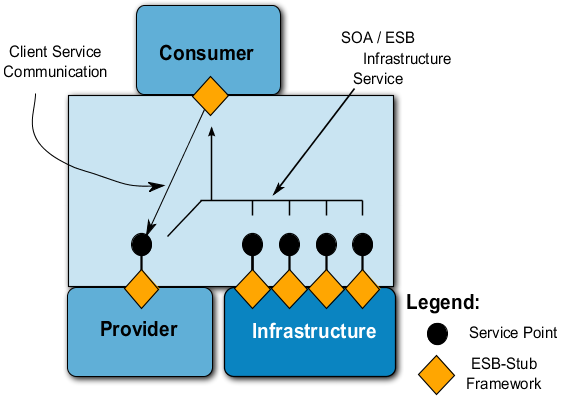 Consumer
Client Service
Communication
SOA / ESB
Infrastructure
Service
Provider
Infrastructure
Legend:
Service Point
ESB-Stub
Framework